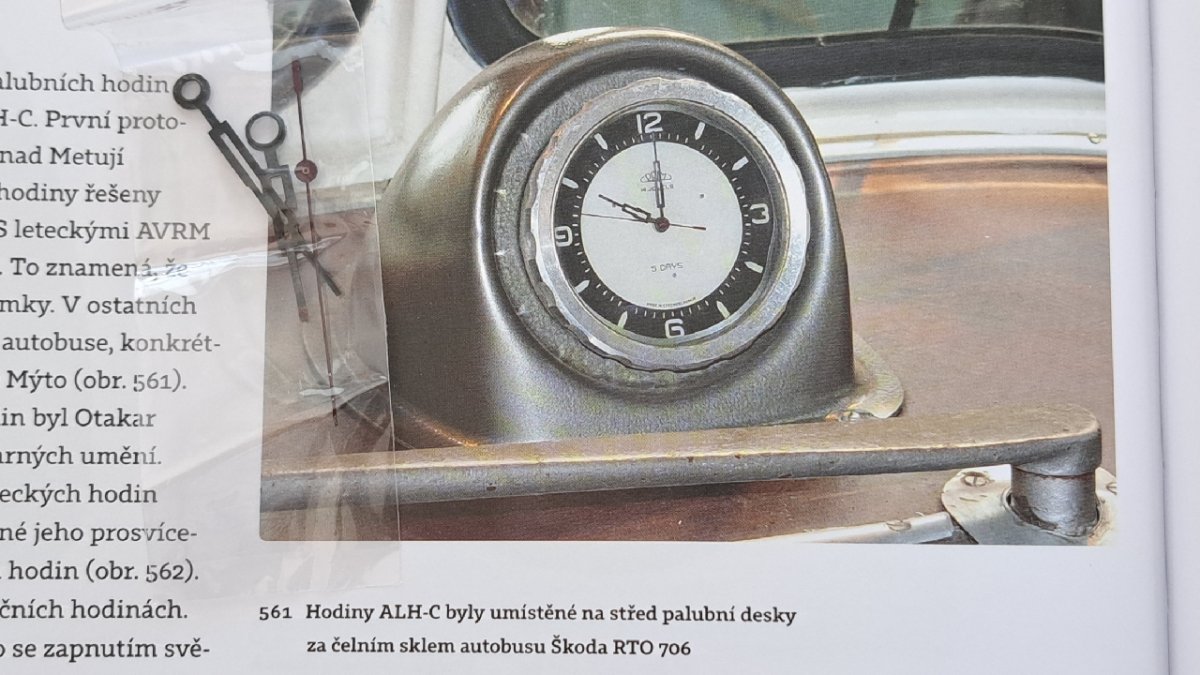 alubních hodin
H-C. První proto-
nad Metují
hodiny řešeny
S leteckými AVRM
. To znamená, že
mky. V ostatních
autobuse, konkrét-
Mýto (obr. 561).
in byl Otakar
arných umění.
eckých hodin
né jeho prosvíce-
hodin (obr. 562).
čních hodinách.
o se zapnutím svě-
12
3
6
9
5 DAYS
561 Hodiny ALH-C byly umístěné na střed palubní desky
za čelním sklem autobusu Škoda RTO 706